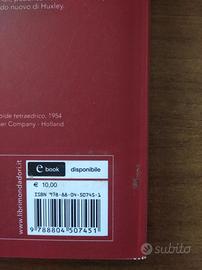 do nuovo di Huxley.
oide tetraedrico, 1954
er Company - Holland
www.librimondadori.it
e book disponibile
€ 10,00
ISBN 978-88-04-50745-1
9 788804 507451
subito